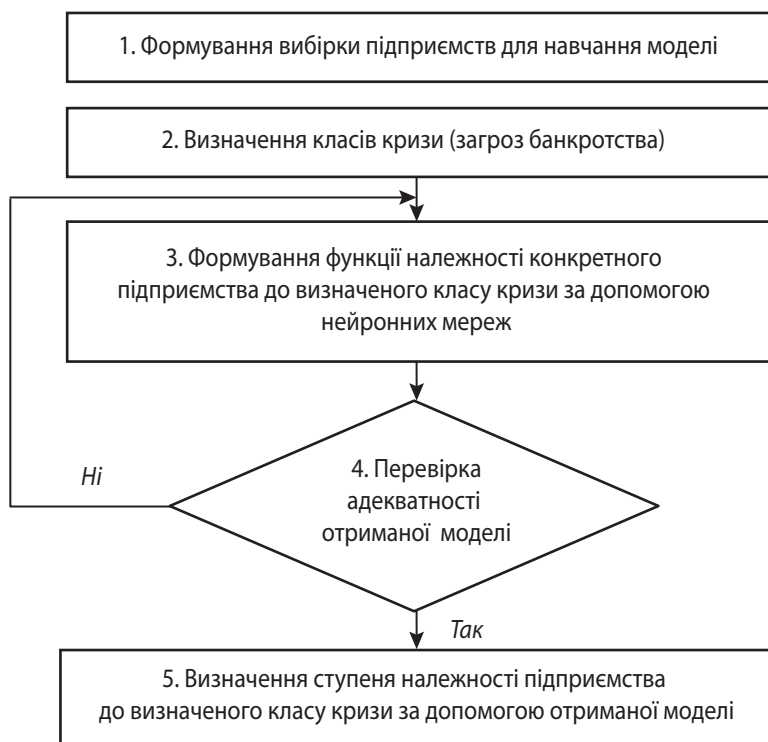 1. Формування вибірки підприємств для навчання моделі
2. Визначення класів кризи (загроз банкротства)
3. Формування функції належності конкретного
підприємства до визначеного класу кризи за допомогою
нейронних мереж
4. Перевірка
адекватності
отриманої моделі
Ні
Так
5. Визначення ступеня належності підприємства
до визначеного класу кризи за допомогою отриманої моделі